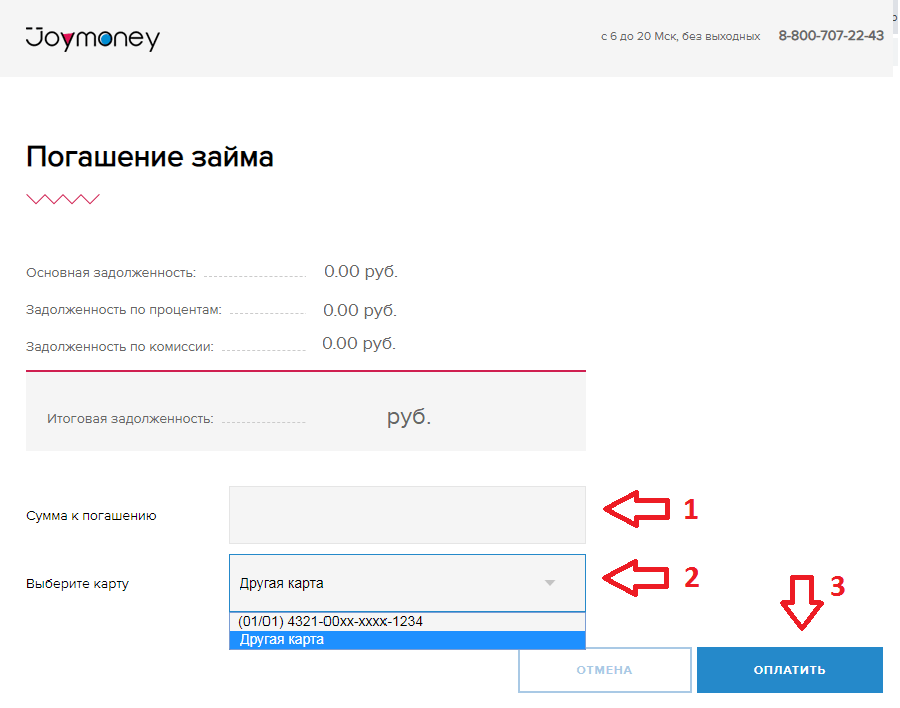 Joymoney
с 6 до 20 Мск, без выходных 8-800-707-22-43
Погашение займа
Основная задолженность: 0.00 руб.
Задолженность по процентам: 0.00 руб.
Задолженность по комиссии: 0.00 руб.
Итоговая задолженность: руб.
Сумма к погашению 1
Выберите карту Другая карта 2
(01/01) 4321-00xx-xxxx-1234
Другая карта
3
ОТМЕНА ОПЛАТИТЬ